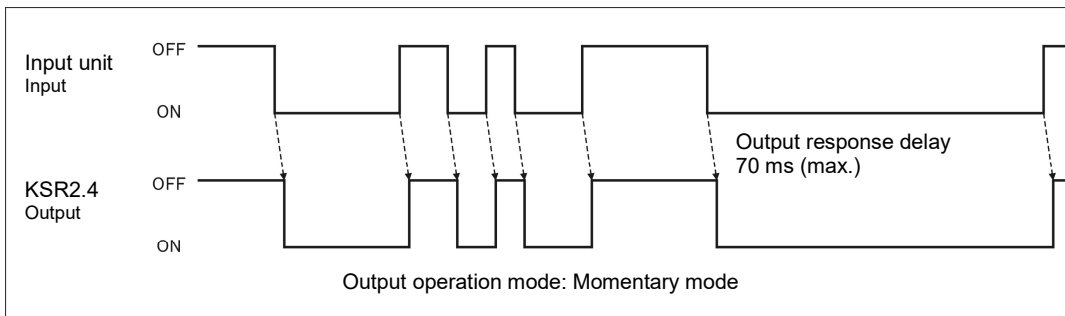 OFF
Input unit
Input
ON
Output response delay
70 ms (max.)
OFF
KSR2.4
Output
ON
Output operation mode: Momentary mode